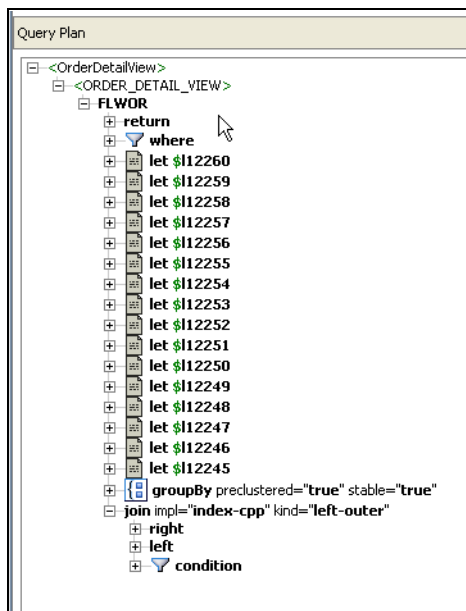 Query Plan
<OrderDetailView>
<ORDER_DETAIL_VIEW>
FLWOR
return
where
let $l12260
let $l12259
let $l12258
let $l12257
let $l12256
let $l12255
let $l12254
let $l12253
let $l12252
let $l12251
let $l12250
let $l12249
let $l12248
let $l12247
let $l12246
let $l12245
groupBy preclustered="true" stable="true"
join impl="index-cpp" kind="left-outer"
right
left
condition